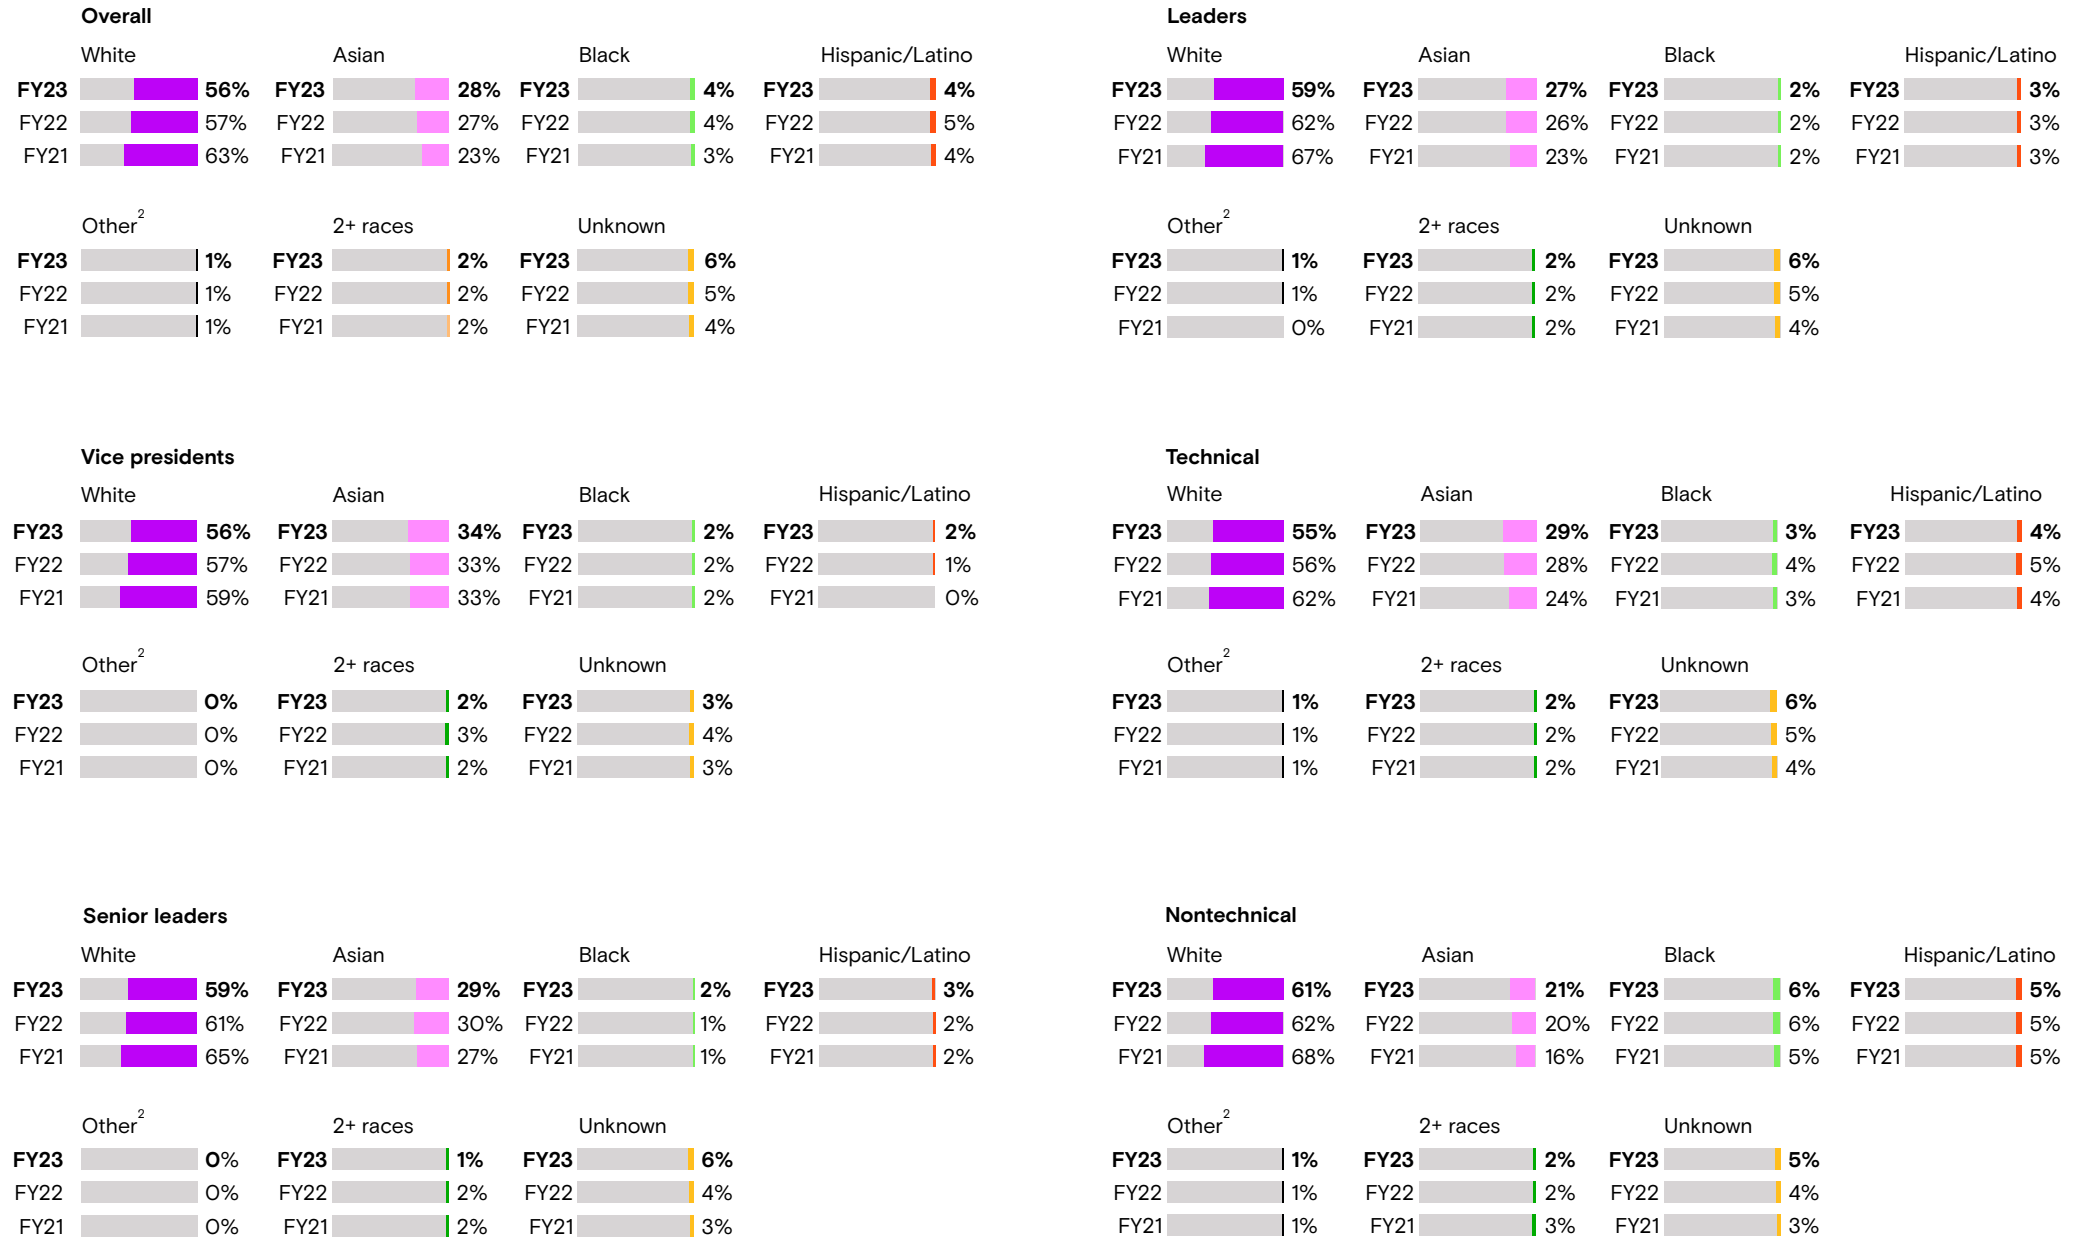 Overall
White Asian Black Hispanic/Latino
FY23 56% FY23 28% FY23 4% FY23 4%
FY22 57% FY22 27% FY22 4% FY22 5%
FY21 63% FY21 23% FY21 3% FY21 4%
Other2 2+ races Unknown
FY23 1% FY23 2% FY23 6%
FY22 1% FY22 2% FY22 5%
FY21 1% FY21 2% FY21 4%
Leaders
White Asian Black Hispanic/Latino
FY23 59% FY23 27% FY23 2% FY23 3%
FY22 62% FY22 26% FY22 2% FY22 3%
FY21 67% FY21 23% FY21 2% FY21 3%
Other2 2+ races Unknown
FY23 1% FY23 2% FY23 6%
FY22 1% FY22 2% FY22 5%
FY21 0% FY21 2% FY21 4%
Vice presidents
White Asian Black Hispanic/Latino
FY23 56% FY23 34% FY23 2% FY23 2%
FY22 57% FY22 33% FY22 2% FY22 1%
FY21 59% FY21 33% FY21 2% FY21 0%
Other2 2+ races Unknown
FY23 0% FY23 2% FY23 3%
FY22 0% FY22 3% FY22 4%
FY21 0% FY21 2% FY21 3%
Technical
White Asian Black Hispanic/Latino
FY23 55% FY23 29% FY23 3% FY23 4%
FY22 56% FY22 28% FY22 4% FY22 5%
FY21 62% FY21 24% FY21 3% FY21 4%
Other2 2+ races Unknown
FY23 1% FY23 2% FY23 6%
FY22 1% FY22 2% FY22 5%
FY21 1% FY21 2% FY21 4%
Senior leaders
White Asian Black Hispanic/Latino
FY23 59% FY23 29% FY23 2% FY23 3%
FY22 61% FY22 30% FY22 1% FY22 2%
FY21 65% FY21 27% FY21 1% FY21 2%
Other2 2+ races Unknown
FY23 0% FY23 1% FY23 6%
FY22 0% FY22 2% FY22 4%
FY21 0% FY21 2% FY21 3%
Nontechnical
White Asian Black Hispanic/Latino
FY23 61% FY23 21% FY23 6% FY23 5%
FY22 62% FY22 20% FY22 6% FY22 5%
FY21 68% FY21 16% FY21 5% FY21 5%
Other2 2+ races Unknown
FY23 1% FY23 2% FY23 5%
FY22 1% FY22 2% FY22 4%
FY21 1% FY21 3% FY21 3%